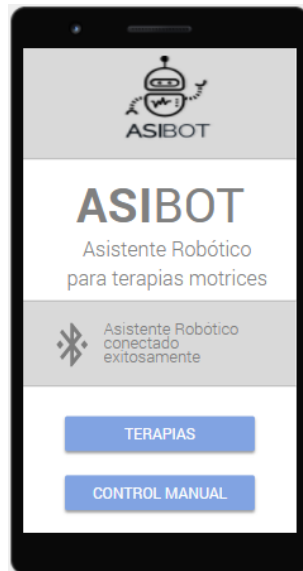 ASIBOT
ASIBOT
Asistente Robótico
para terapias motrices
Asistente Robótico
conectado
exitosamente
TERAPIAS
CONTROL MANUAL